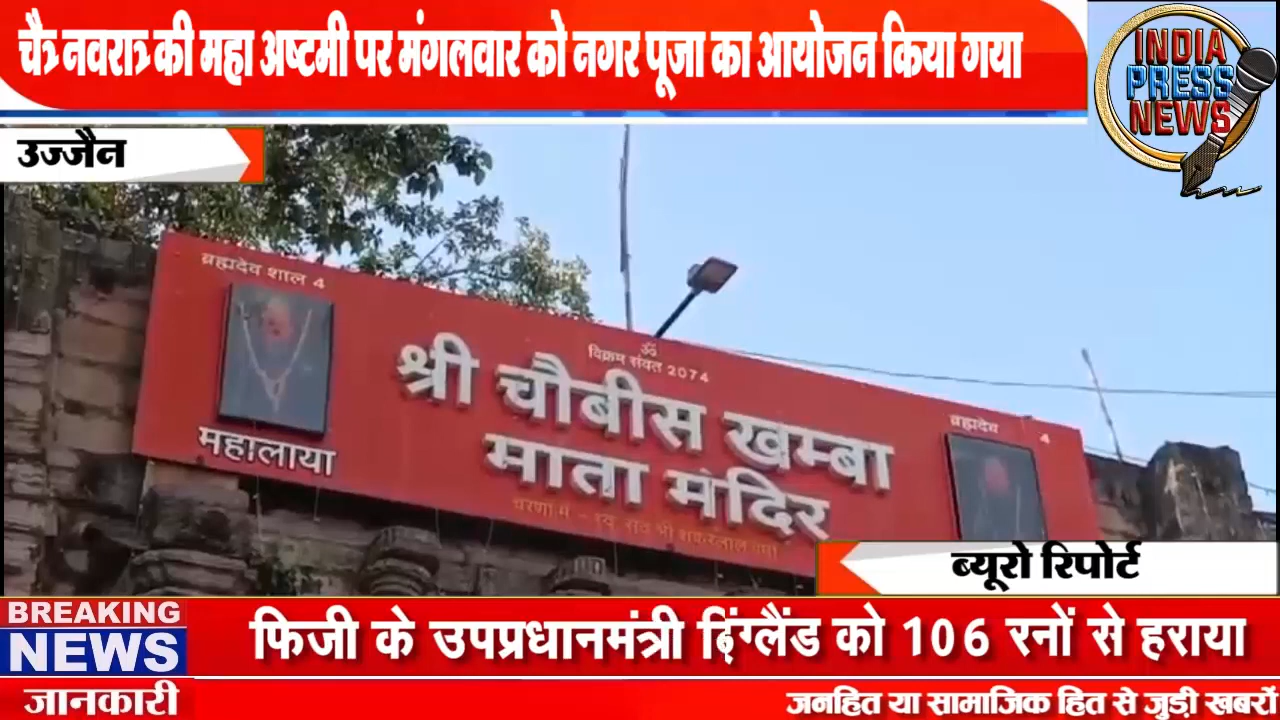 चैत्र नवरात्र की महा अष्टमी पर मंगलवार को नगर पूजा का आयोजन किया गया
INDIA
PRESS
NEWS
उज्जैन
ब्रह्मदेव शाल 4
ॐ
विक्रम संवत 2074
ब्रह्मदेव 4
श्री चौबीस खम्बा
माता मंदिर
महालाया
ब्यूरो रिपोर्ट
BREAKING
NEWS
फिजी के उपप्रधानमंत्री
को 106 रनों से हराया
जानकारी
जनहित या सामाजिक हित से जुड़ी खबरों